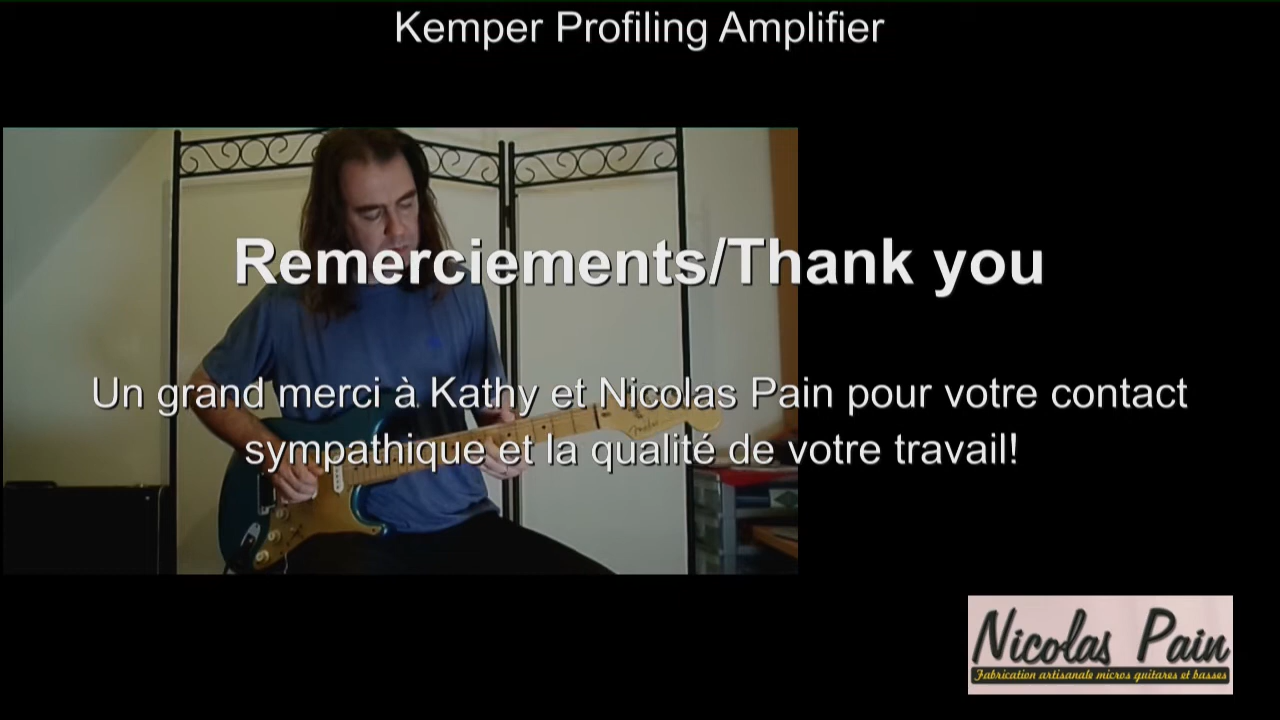 Kemper Profiling Amplifier
Remerciements/Thank you
Un grand merci à Kathy et Nicolas Pain pour votre contact
sympathique et la qualité de votre travail!
Fender
Nicolas Pain
Fabrication artisanale micros guitares et basses